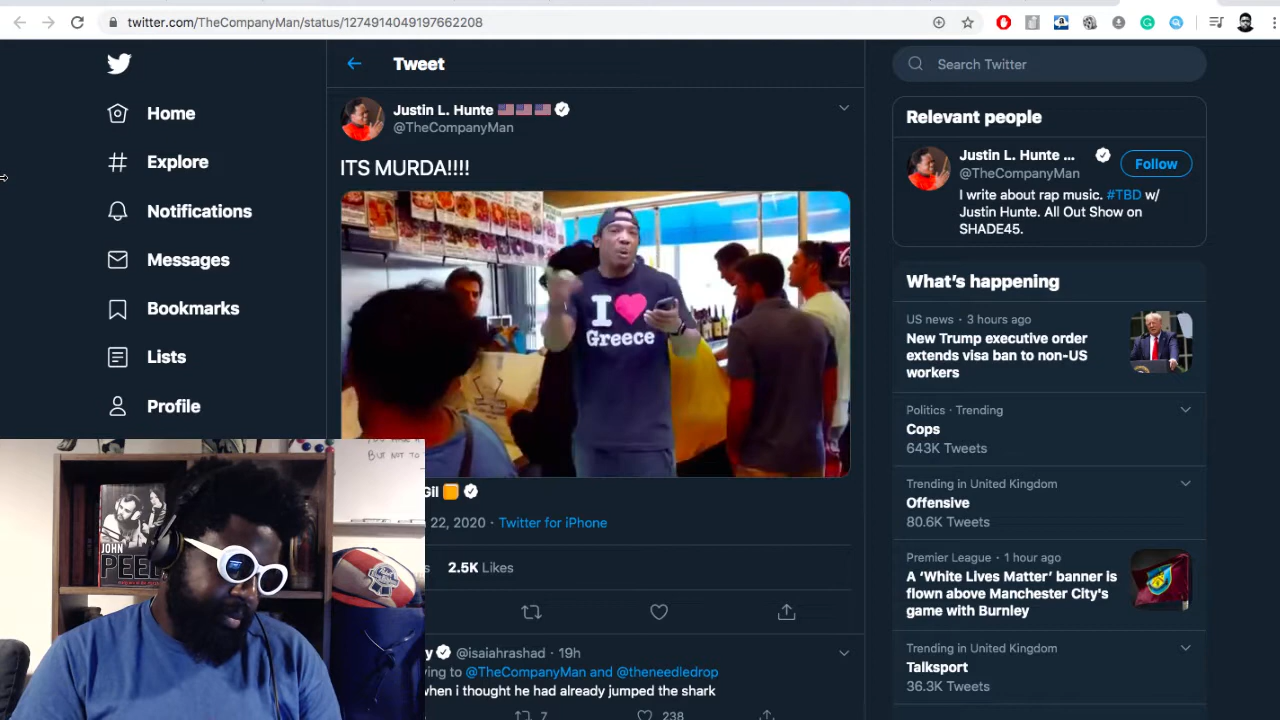 twitter.com/TheCompanyMan/status/1274914049197662208
Home
Explore
Notifications
Messages
Bookmarks
Lists
Profile
Tweet
Justin L. Hunte
@TheCompanyMan
ITS MURDA!!!!
I ❤ Greece
Gil
22, 2020 · Twitter for iPhone
2.5K Likes
@isaiahrashad · 19h
@TheCompanyMan and @theneedledrop
when i thought he had already jumped the shark
7
238
Search Twitter
Relevant people
Justin L. Hunte ...
@TheCompanyMan
Follow
I write about rap music. #TBD w/
Justin Hunte. All Out Show on
SHADE45.
What's happening
US news · 3 hours ago
New Trump executive order
extends visa ban to non-US
workers
Politics · Trending
Cops
643K Tweets
Trending in United Kingdom
Offensive
80.6K Tweets
Premier League · 1 hour ago
A 'White Lives Matter' banner is
flown above Manchester City's
game with Burnley
Trending in United Kingdom
Talksport
36.3K Tweets
BUT NOT TO
JOHN
PEEL